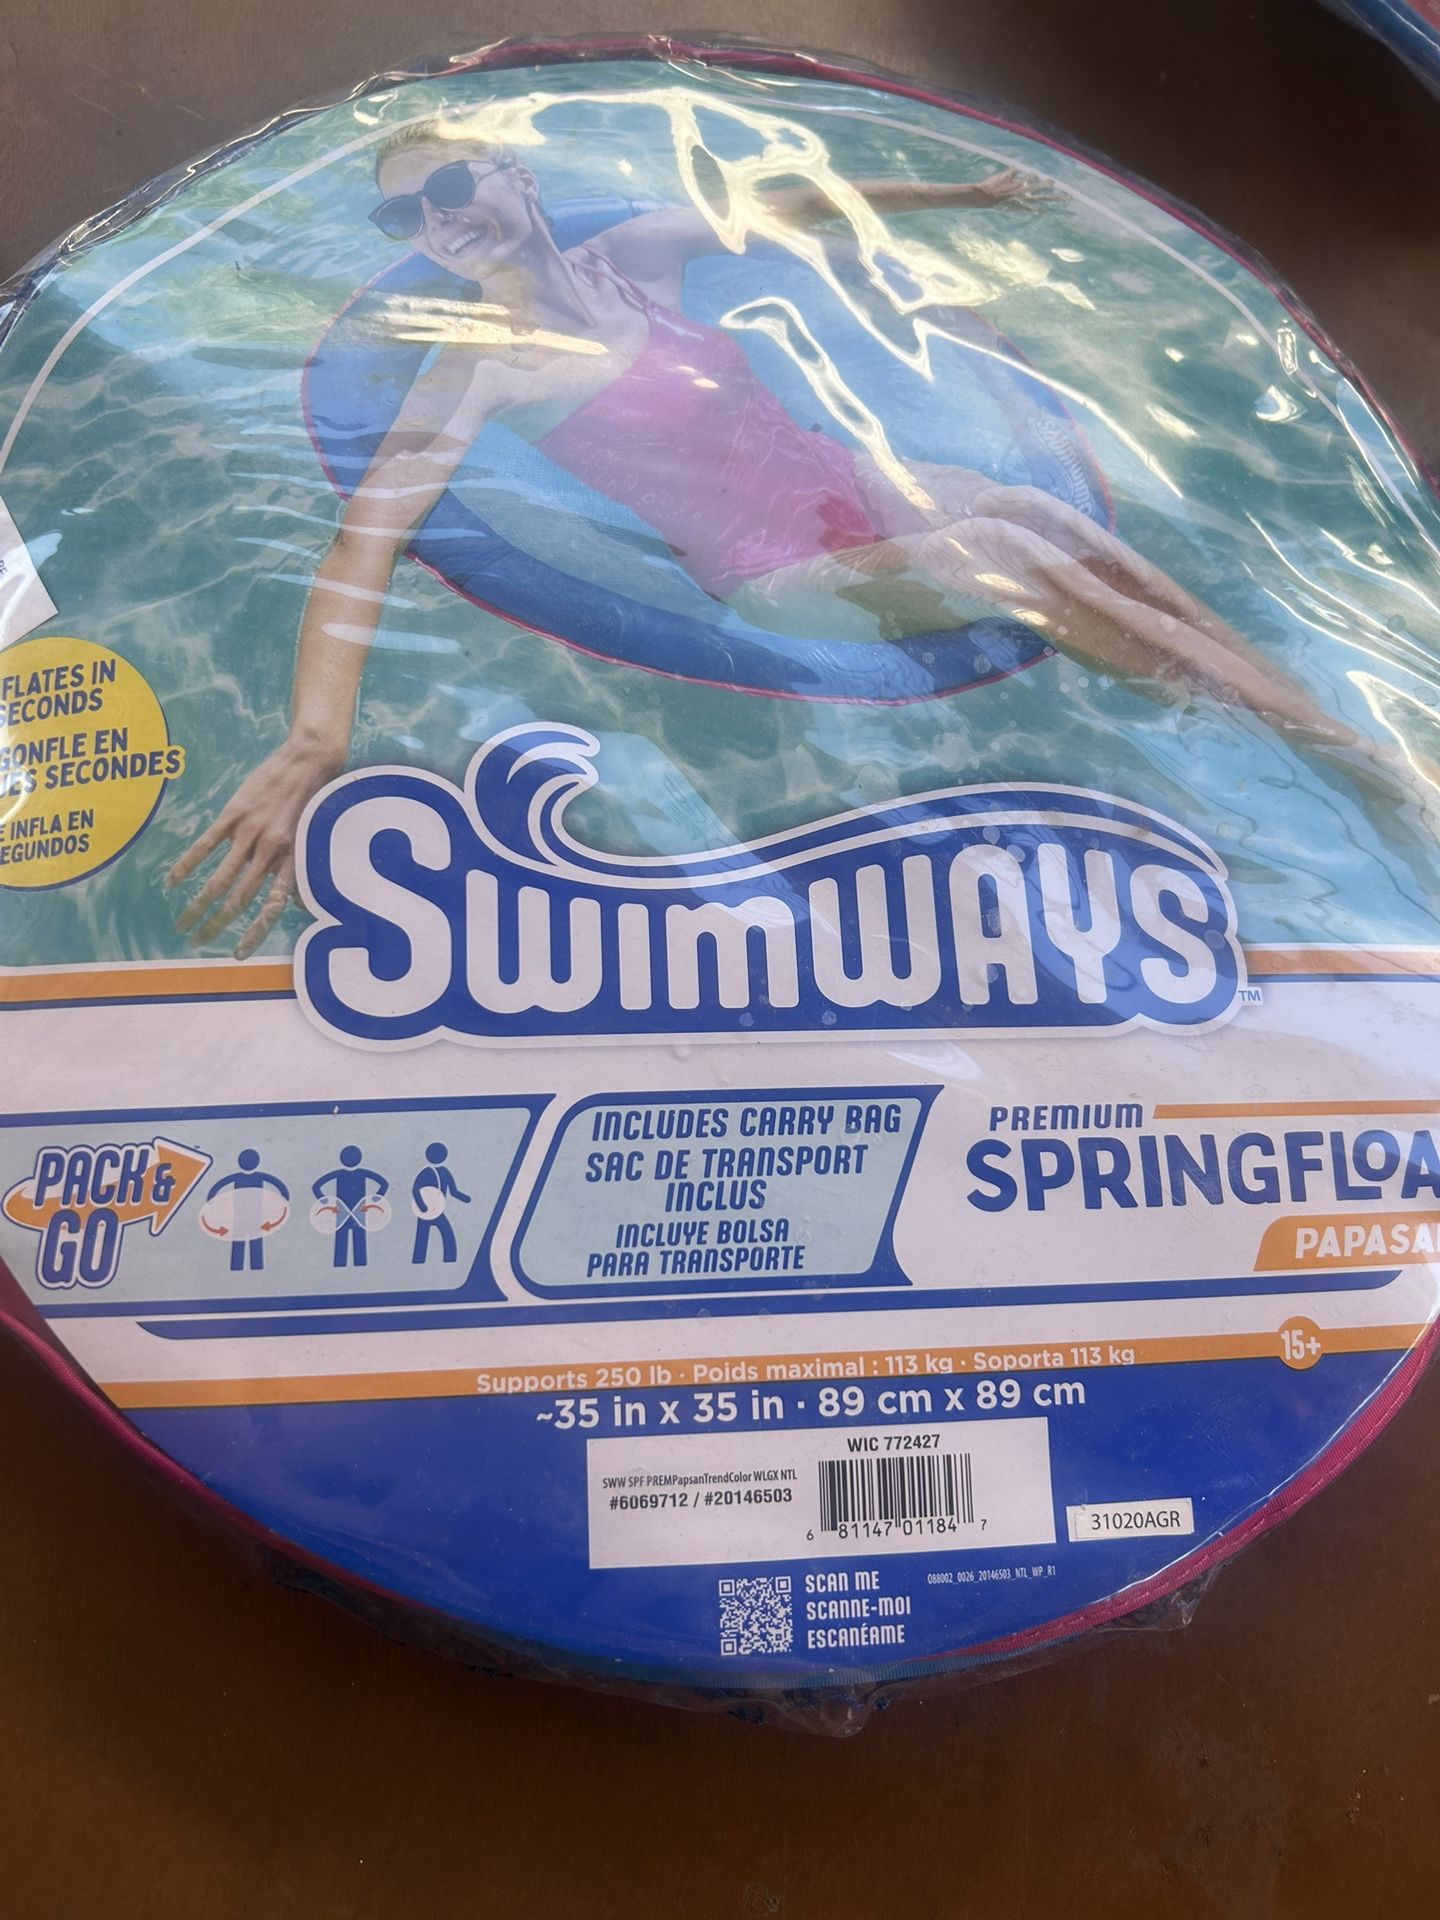 FLATES IN
SECONDS
GONFLE EN
SECONDES
INFLA EN
EGUNDOS
SWIMWAYS™
PACK &
GO
INCLUDES CARRY BAG
SAC DE TRANSPORT
INCLUS
INCLUYE BOLSA
PARA TRANSPORTE
PREMIUM
SPRINGFLOA
PAPASA
15+
Supports 250 lb · Poids maximal : 113 kg · Soporta 113 kg
~35 in x 35 in · 89 cm x 89 cm
WIC 772427
SWW SPF PREMPapsanTrendColor WLGX NTL
#6069712 / #20146503
6 81147 01184 7
31020AGR
SCAN ME
SCANNE-MOI
ESCANÉAME
088002_0026_20146503_NTL_WP_R1